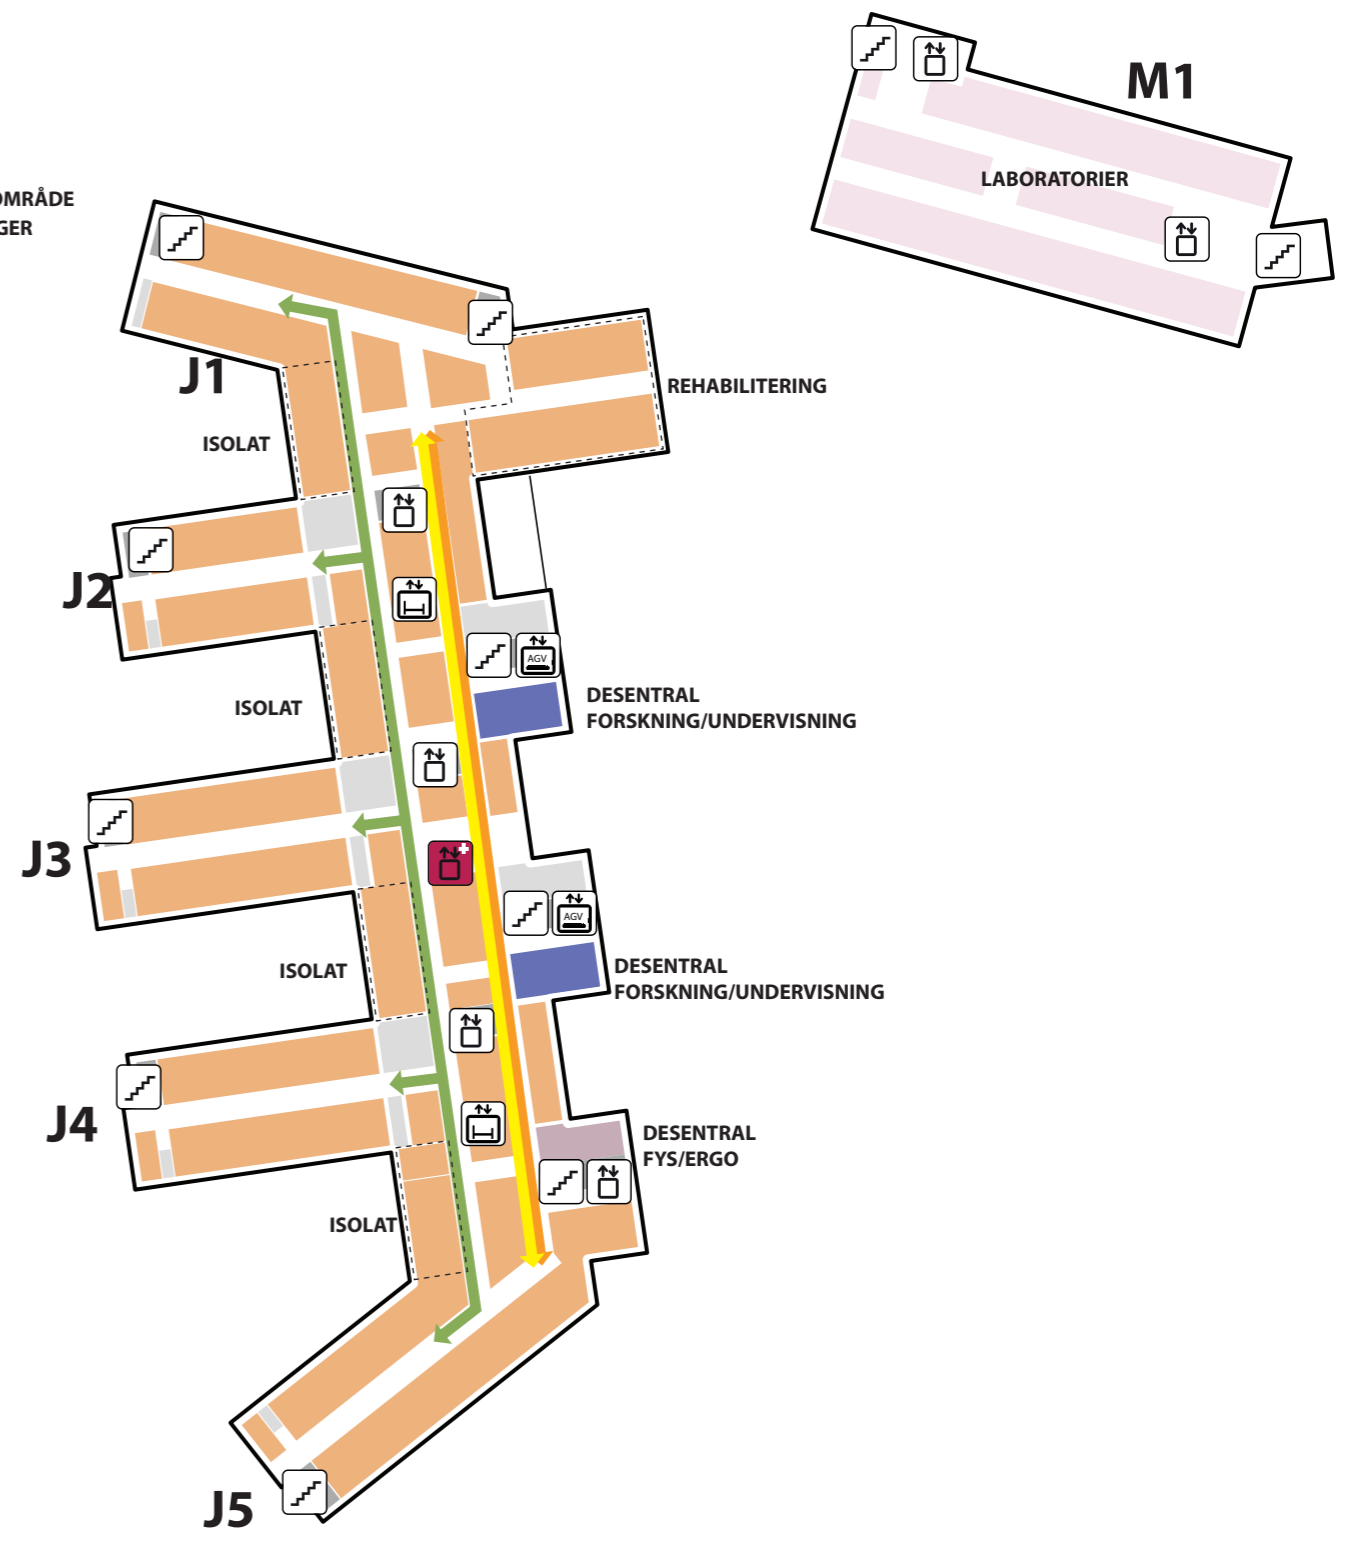 M1
LABORATORIER
OMRÅDE
GER
J1
REHABILITERING
ISOLAT
J2
AGV
DESENTRAL
FORSKNING/UNDERVISNING
ISOLAT
J3
AGV
DESENTRAL
FORSKNING/UNDERVISNING
ISOLAT
J4
DESENTRAL
FYS/ERGO
ISOLAT
J5